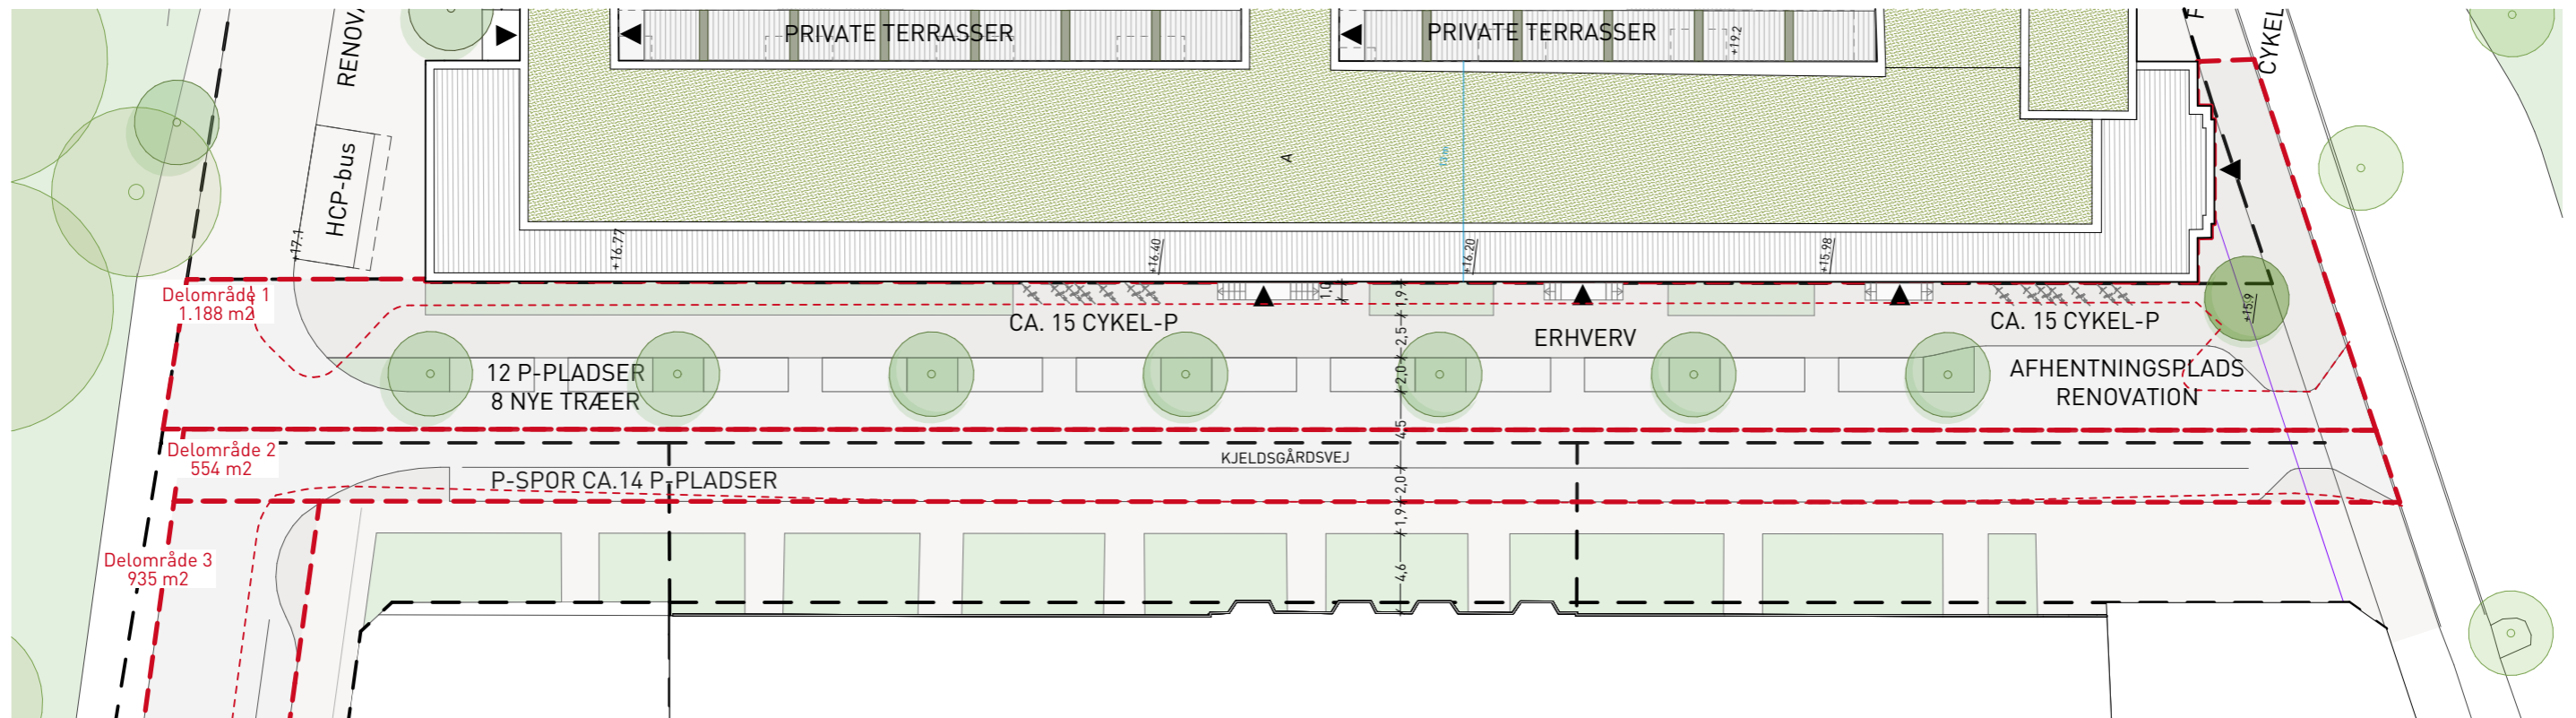 PRIVATE TERRASSER
PRIVATE TERRASSER
+19.2
CYKEL
HCP-bus
A
13 m
+17.1
+16.77
+16.40
+16.20
+15.98
+15.9
Delområde 1
1.188 m2
1,9
CA. 15 CYKEL-P
CA. 15 CYKEL-P
2,5
ERHVERV
12 P-PLADSER
8 NYE TRÆER
2,0
AFHENTNINGSPLADS
RENOVATION
4,5
Delområde 2
554 m2
KJELDSGÅRDSVEJ
P-SPOR CA.14 P-PLADSER
2,0
1,9
Delområde 3
935 m2
4,6